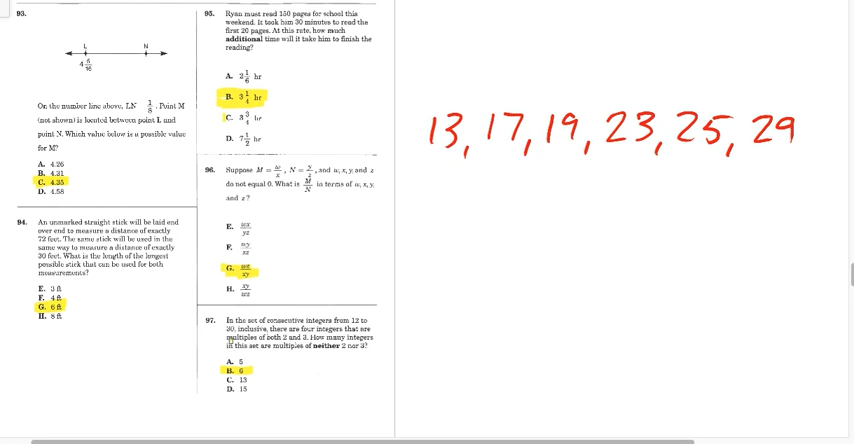 93.
L N
4 5/16
On the number line above, LN 1/8 . Point M
(not shown) is located between point L and
point N. Which value below is a possible value
for M?
A. 4.26
B. 4.31
C. 4.35
D. 4.58
94. An unmarked straight stick will be laid end
over end to measure a distance of exactly
72 feet. The same stick will be used in the
same way to measure a distance of exactly
30 feet. What is the length of the longest
possible stick that can be used for both
measurements?
E. 3 ft
F. 4 ft
G. 6 ft
H. 8 ft
95. Ryan must read 150 pages for school this
weekend. It took him 30 minutes to read the
first 20 pages. At this rate, how much
additional time will it take him to finish the
reading?
A. 2 1/6 hr
B. 3 1/4 hr
C. 3 3/4 hr
D. 7 1/2 hr
96. Suppose M = w/x , N = y/z , and w, x, y, and z
do not equal 0. What is M/N in terms of w, x, y,
and z?
E. wx/yz
F. wy/xz
G. wz/xy
H. xy/wz
97. In the set of consecutive integers from 12 to
30, inclusive, there are four integers that are
multiples of both 2 and 3. How many integers
in this set are multiples of neither 2 nor 3?
A. 5
B. 6
C. 13
D. 15
13, 17, 19, 23, 25, 29